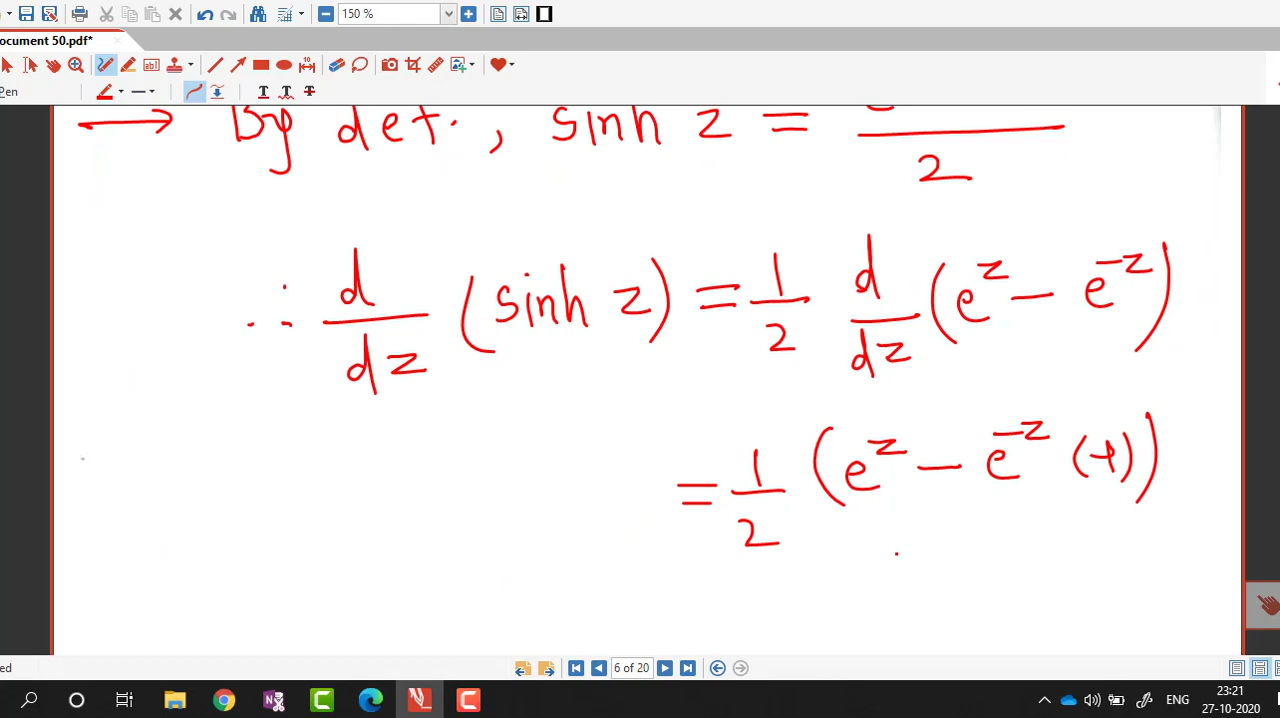 ocument 50.pdf*
150 %
Pen
→ By def., sinh z = / 2
∴ d/dz (sinh z) = 1/2 d/dz (e^z − e^−z)
= 1/2 (e^z − e^−z (-1))
6 of 20
ENG
23:21
27-10-2020